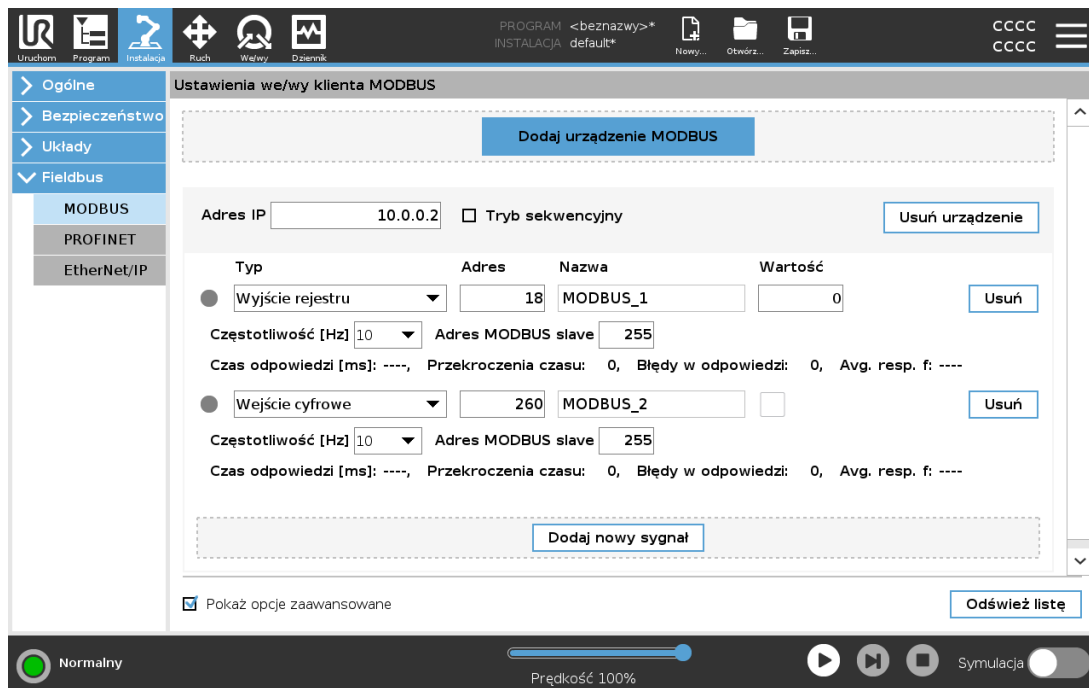 PROGRAM <beznazwy>*
INSTALACJA default*
CCCC
CCCC
Uruchom Program Instalacja Ruch We/wy Dziennik Nowy... Otwórz... Zapisz...
Ogólne
Bezpieczeństwo
Układy
Fieldbus
MODBUS
PROFINET
EtherNet/IP
Ustawienia we/wy klienta MODBUS
Dodaj urządzenie MODBUS
Adres IP 10.0.0.2 Tryb sekwencyjny Usuń urządzenie
Typ Adres Nazwa Wartość
Wyjście rejestru 18 MODBUS_1 0 Usuń
Częstotliwość [Hz] 10 Adres MODBUS slave 255
Czas odpowiedzi [ms]: ----, Przekroczenia czasu: 0, Błędy w odpowiedzi: 0, Avg. resp. f: ----
Wejście cyfrowe 260 MODBUS_2 Usuń
Częstotliwość [Hz] 10 Adres MODBUS slave 255
Czas odpowiedzi [ms]: ----, Przekroczenia czasu: 0, Błędy w odpowiedzi: 0, Avg. resp. f: ----
Dodaj nowy sygnał
Pokaż opcje zaawansowane Odśwież listę
Normalny
Prędkość 100%
Symulacja